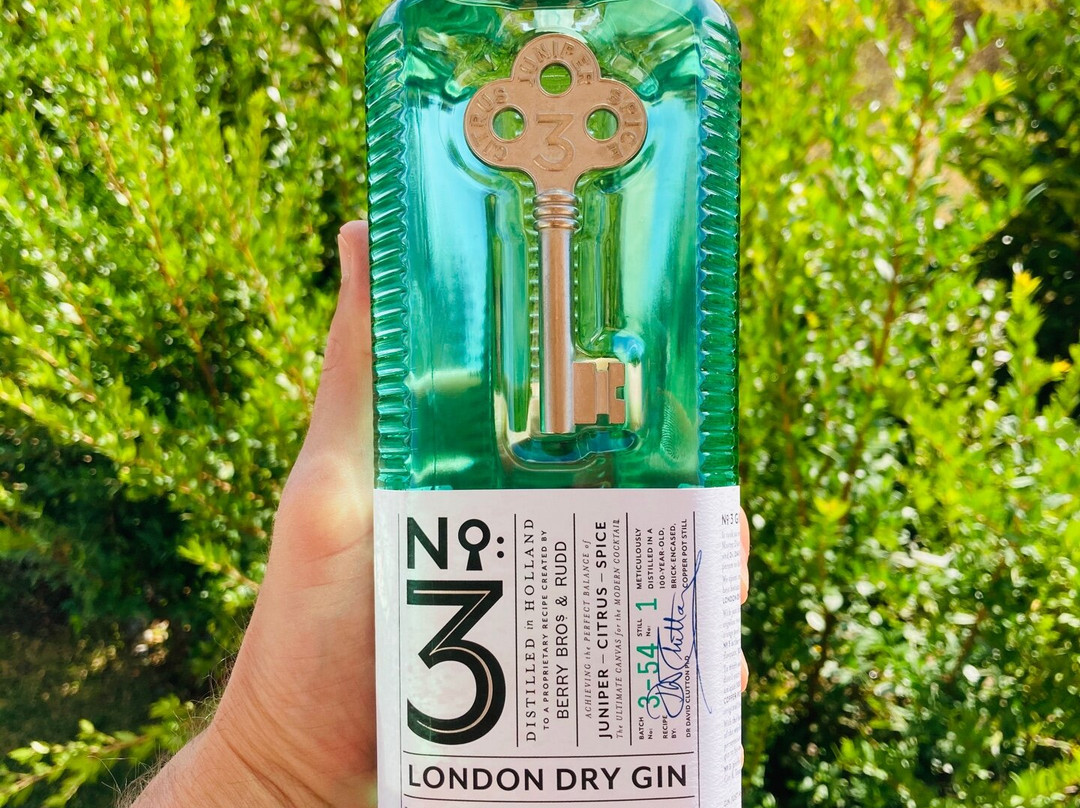 CITRUS JUNIPER SPICE
3
No:
3
DISTILLED in HOLLAND
TO A PROPRIETARY RECIPE CREATED BY
BERRY BROS & RUDD
ACHIEVING the PERFECT BALANCE of
JUNIPER – CITRUS – SPICE
The ULTIMATE CANVAS for the MODERN COCKTAIL
BATCH No: 3-54 STILL No: 1
RECIPE BY:
DR DAVID CLUTTON PHD
METICULOUSLY
DISTILLED IN A
100-YEAR-OLD,
BRICK-ENCASED,
COPPER POT STILL
LONDON DRY GIN
No 3 G